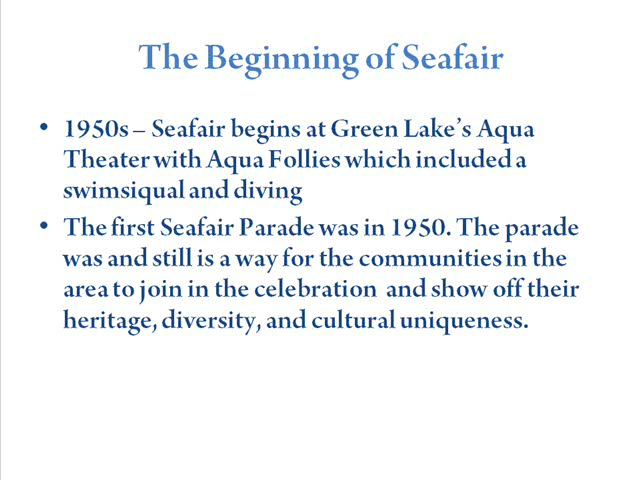 The Beginning of Seafair
• 1950s – Seafair begins at Green Lake's Aqua
Theater with Aqua Follies which included a
swimsiqual and diving
• The first Seafair Parade was in 1950. The parade
was and still is a way for the communities in the
area to join in the celebration  and show off their
heritage, diversity, and cultural uniqueness.